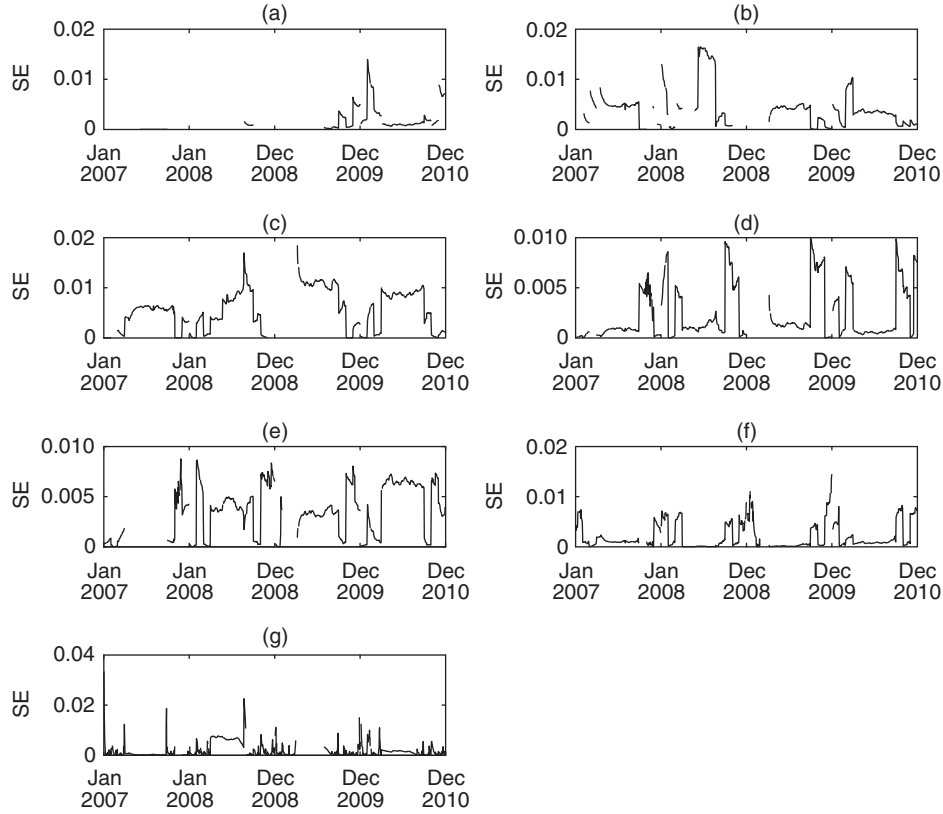 (a)
SE
0.02
0.01
0
Jan 2007
Jan 2008
Dec 2008
Dec 2009
Dec 2010
(b)
SE
0.02
0.01
0
Jan 2007
Dec 2008
Dec 2008
Dec 2009
Dec 2010
(c)
SE
0.02
0.01
0
Jan 2007
Jan 2008
Dec 2008
Dec 2009
Dec 2010
(d)
SE
0.010
0.005
0
Jan 2007
Jan 2008
Dec 2008
Dec 2009
Dec 2010
(e)
SE
0.010
0.005
0
Jan 2007
Jan 2008
Dec 2008
Dec 2009
Dec 2010
(f)
SE
0.02
0.01
0
Jan 2007
Jan 2008
Dec 2008
Dec 2009
Dec 2010
(g)
SE
0.04
0.02
0
Jan 2007
Jan 2008
Dec 2008
Dec 2009
Dec 2010